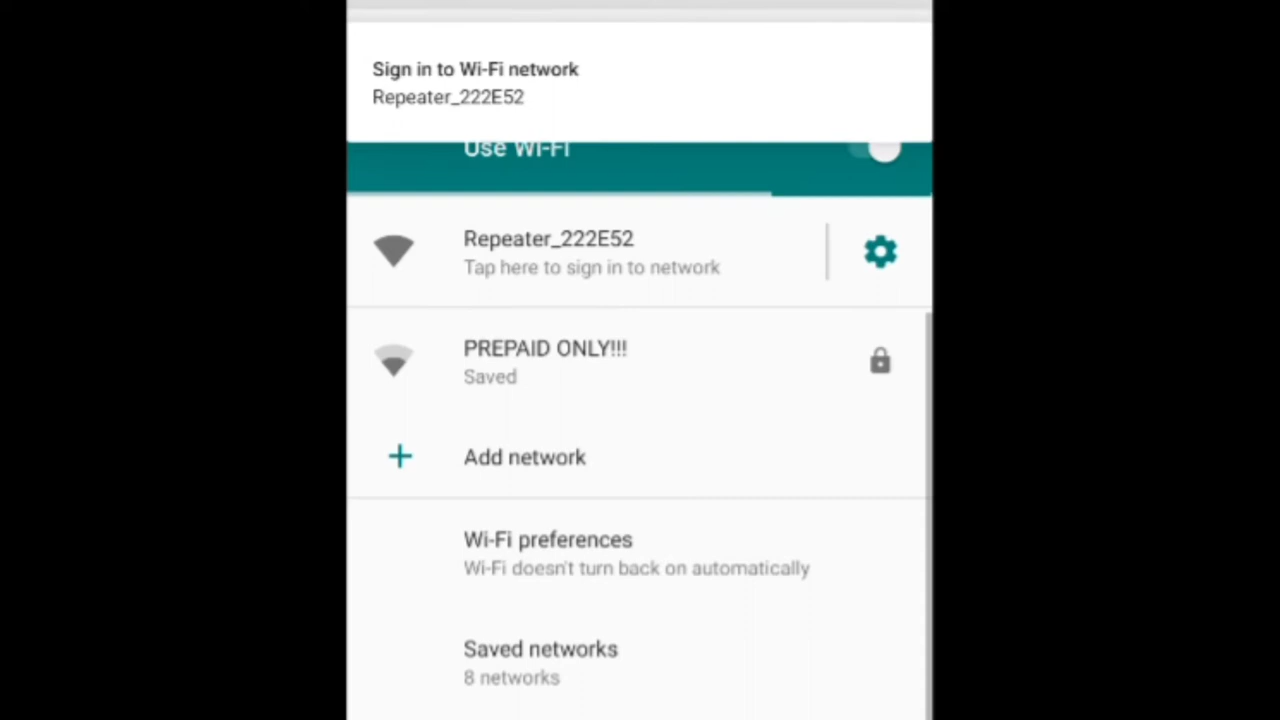 Sign in to Wi-Fi network
Repeater_222E52
Use Wi-Fi
Repeater_222E52
Tap here to sign in to network
PREPAID ONLY!!!
Saved
Add network
Wi-Fi preferences
Wi-Fi doesn't turn back on automatically
Saved networks
8 networks